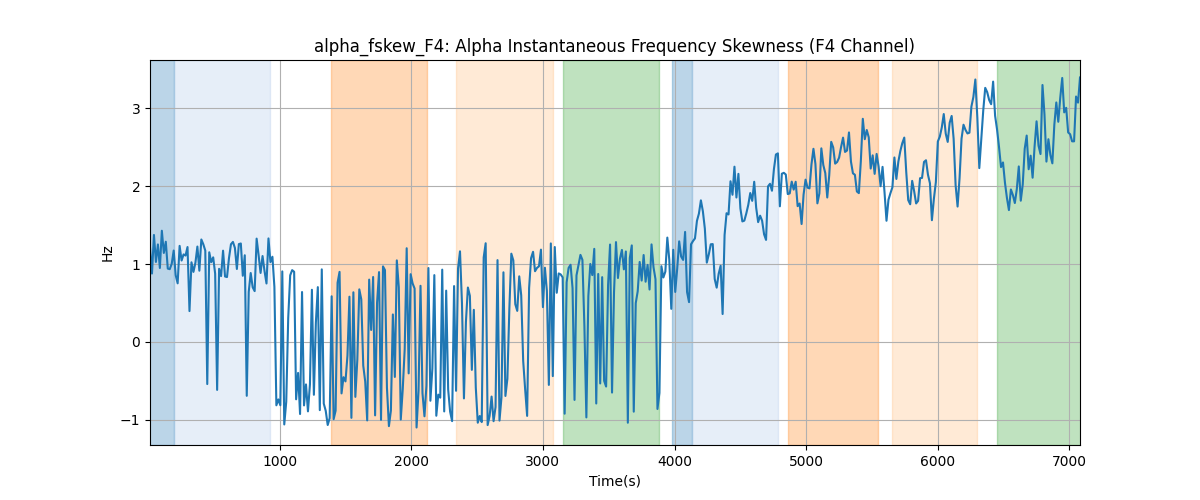 alpha_fskew_F4: Alpha Instantaneous Frequency Skewness (F4 Channel)
3
2
1
0
−1
Hz
1000 2000 3000 4000 5000 6000 7000
Time(s)